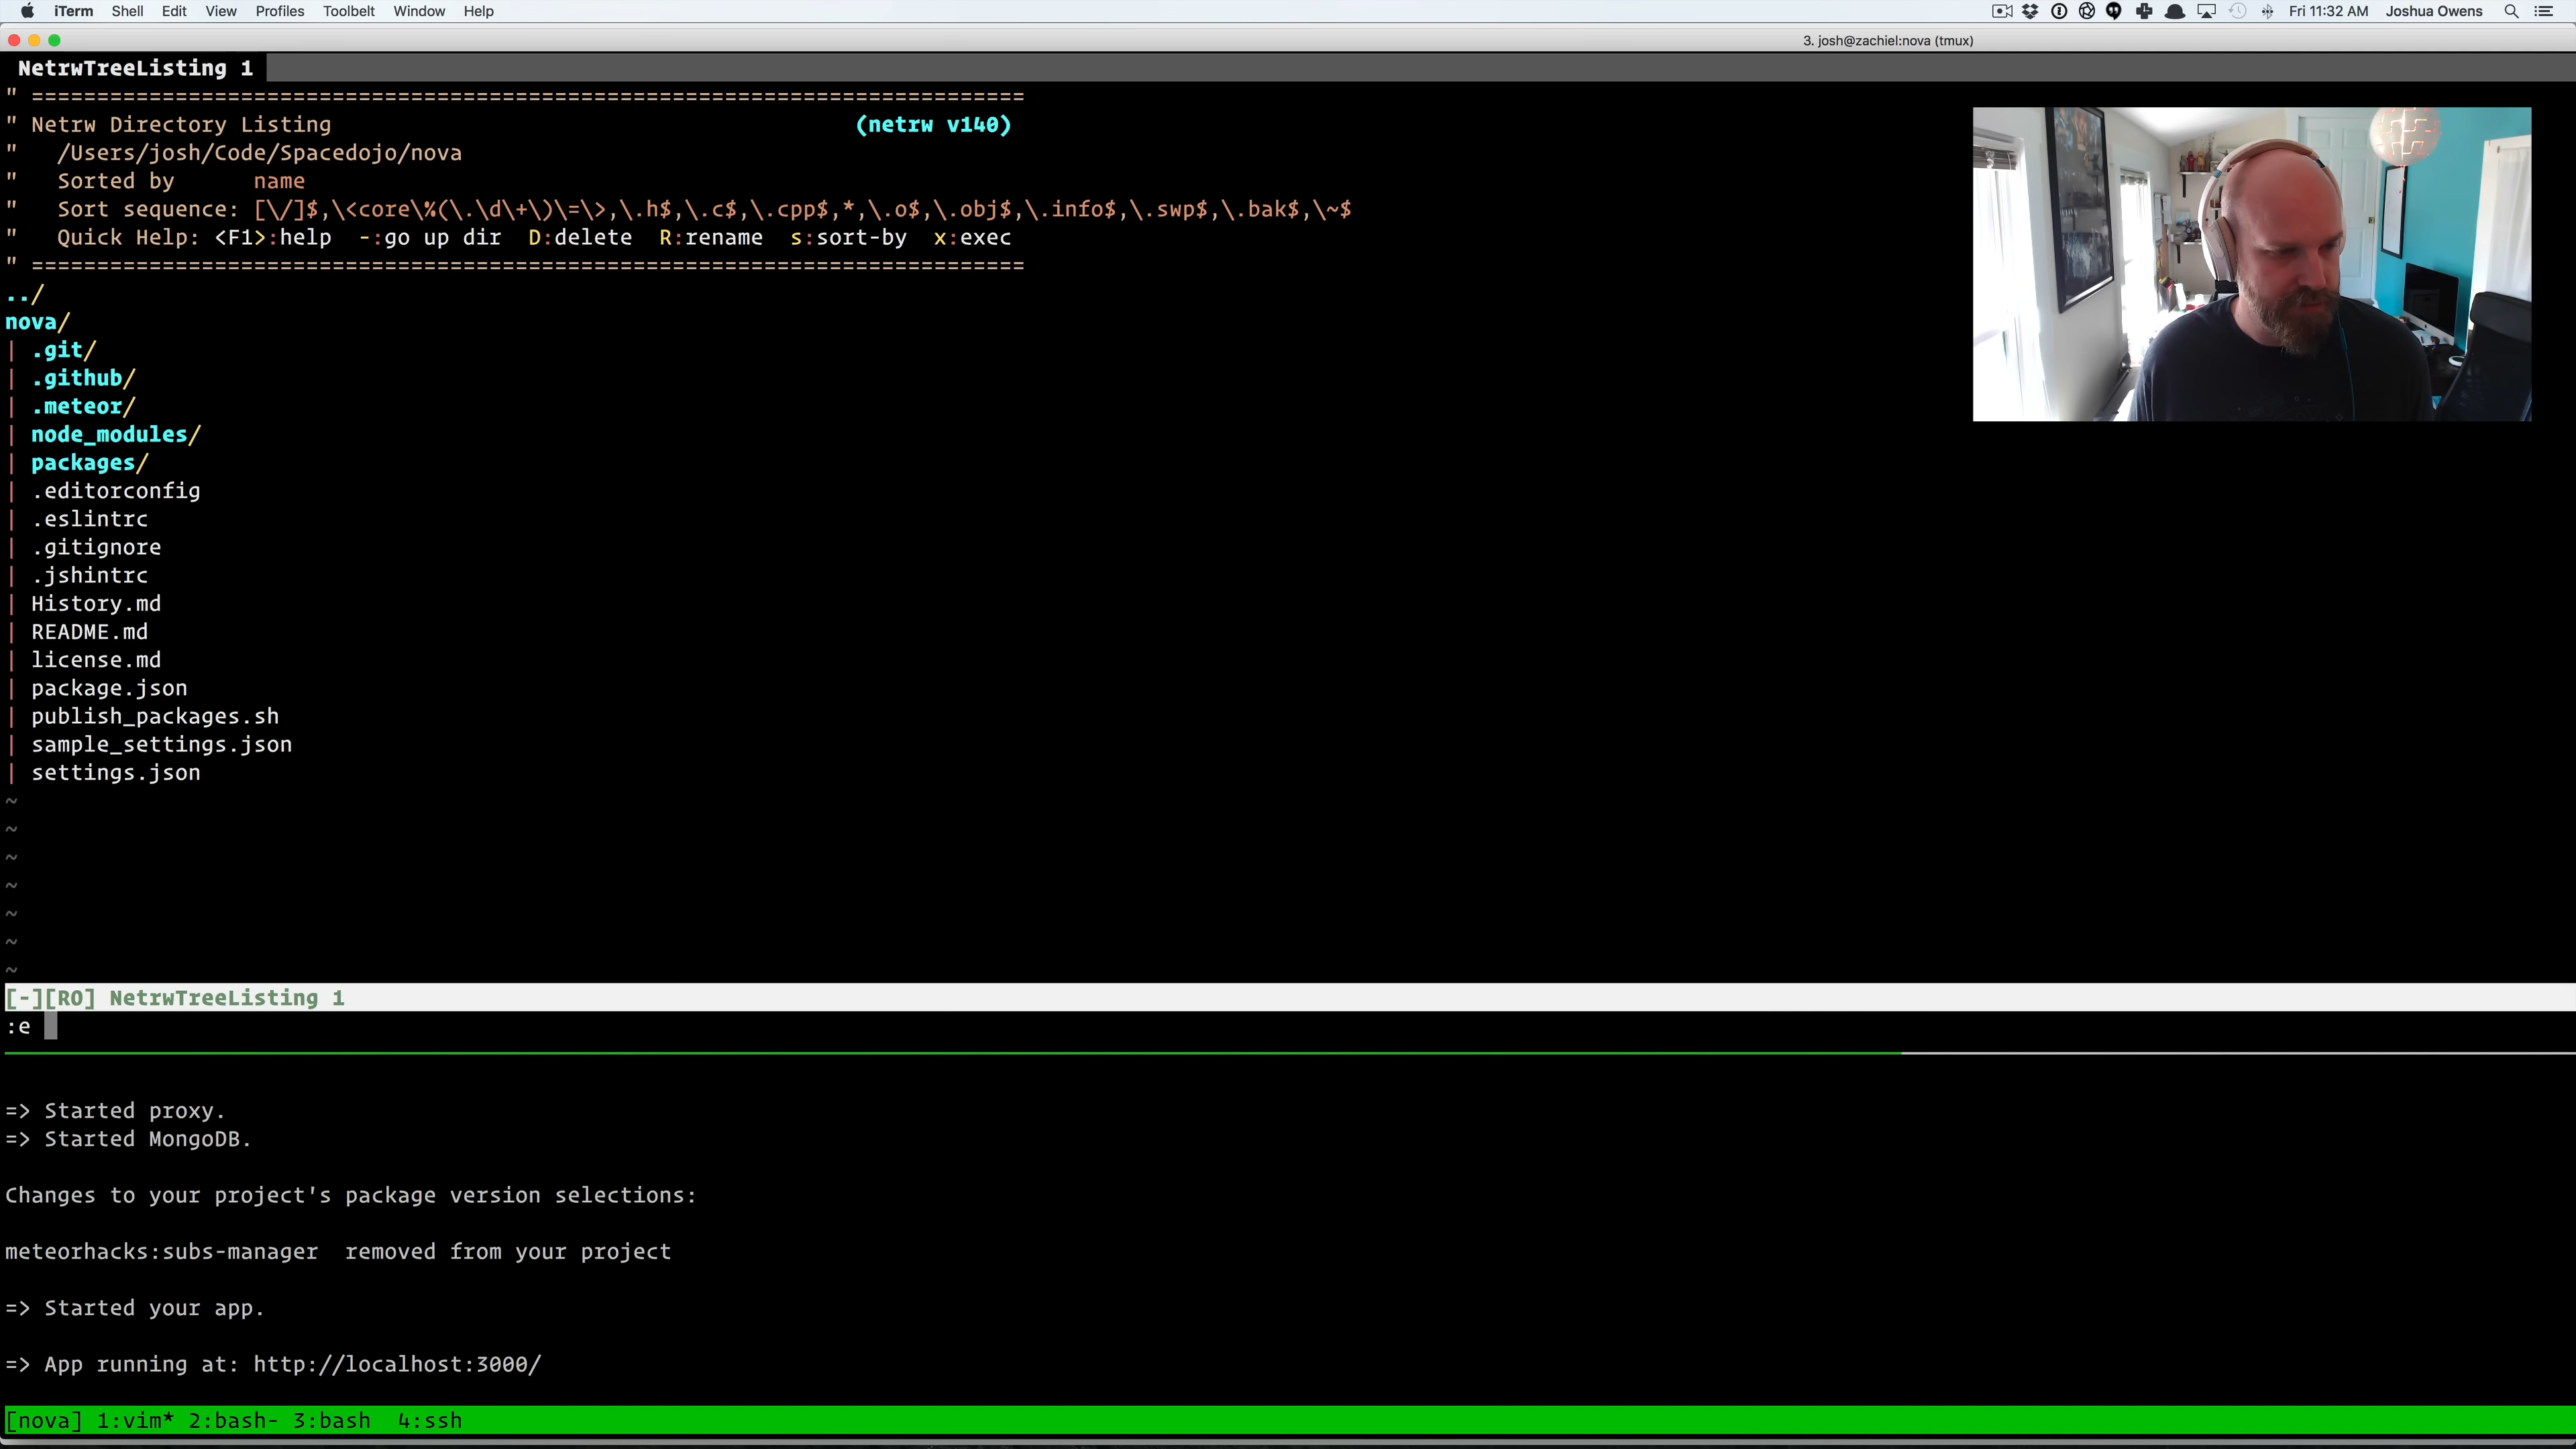 iTerm Shell Edit View Profiles Toolbelt Window Help Fri 11:32 AM Joshua Owens
3. josh@zachiel:nova (tmux)
NetrwTreeListing 1
" ============================================================================
" Netrw Directory Listing (netrw v140)
" /Users/josh/Code/Spacedojo/nova
" Sorted by name
" Sort sequence: [\/]$,\<core\%(\.\d\+\)\=\>,\.h$,\.c$,\.cpp$,*,\.o$,\.obj$,\.info$,\.swp$,\.bak$,\~$
" Quick Help: <F1>:help -:go up dir D:delete R:rename s:sort-by x:exec
" ============================================================================
../
nova/
| .git/
| .github/
| .meteor/
| node_modules/
| packages/
| .editorconfig
| .eslintrc
| .gitignore
| .jshintrc
| History.md
| README.md
| license.md
| package.json
| publish_packages.sh
| sample_settings.json
| settings.json
~
~
~
~
~
~
~
[-][RO] NetrwTreeListing 1
:e
=> Started proxy.
=> Started MongoDB.
Changes to your project's package version selections:
meteorhacks:subs-manager removed from your project
=> Started your app.
=> App running at: http://localhost:3000/
[nova] 1:vim* 2:bash- 3:bash 4:ssh